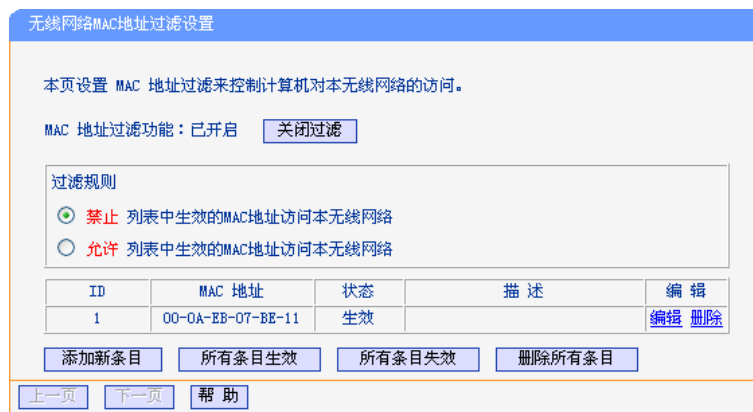 无线网络MAC地址过滤设置
本页设置 MAC 地址过滤来控制计算机对本无线网络的访问。
MAC 地址过滤功能：已开启 关闭过滤
过滤规则
禁止 列表中生效的MAC地址访问本无线网络
允许 列表中生效的MAC地址访问本无线网络
ID MAC 地址 状态 描 述 编 辑
1 00-0A-EB-07-BE-11 生效 编辑 删除
添加新条目 所有条目生效 所有条目失效 删除所有条目
上一页 下一页 帮 助